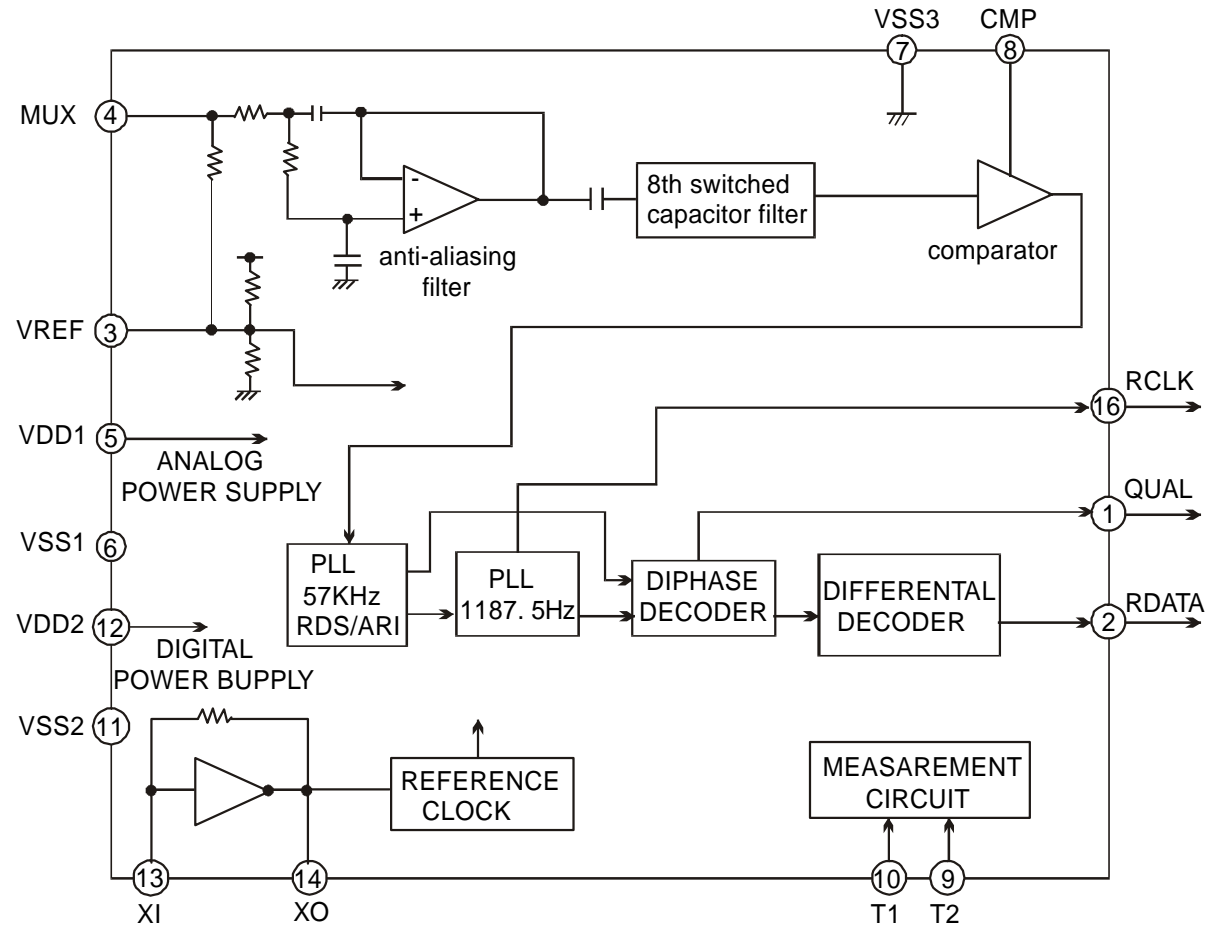 VSS3 CMP
7 8
MUX 4
-
+
8th switched
capacitor filter
anti-aliasing
filter
comparator
VREF 3
16 RCLK
VDD1 5
ANALOG
POWER SUPPLY
1 QUAL
VSS1 6
PLL
57KHz
RDS/ARI
PLL
1187. 5Hz
DIPHASE
DECODER
DIFFERENTAL
DECODER
2 RDATA
VDD2 12
DIGITAL
POWER BUPPLY
VSS2 11
REFERENCE
CLOCK
MEASAREMENT
CIRCUIT
13 14 10 9
XI XO T1 T2